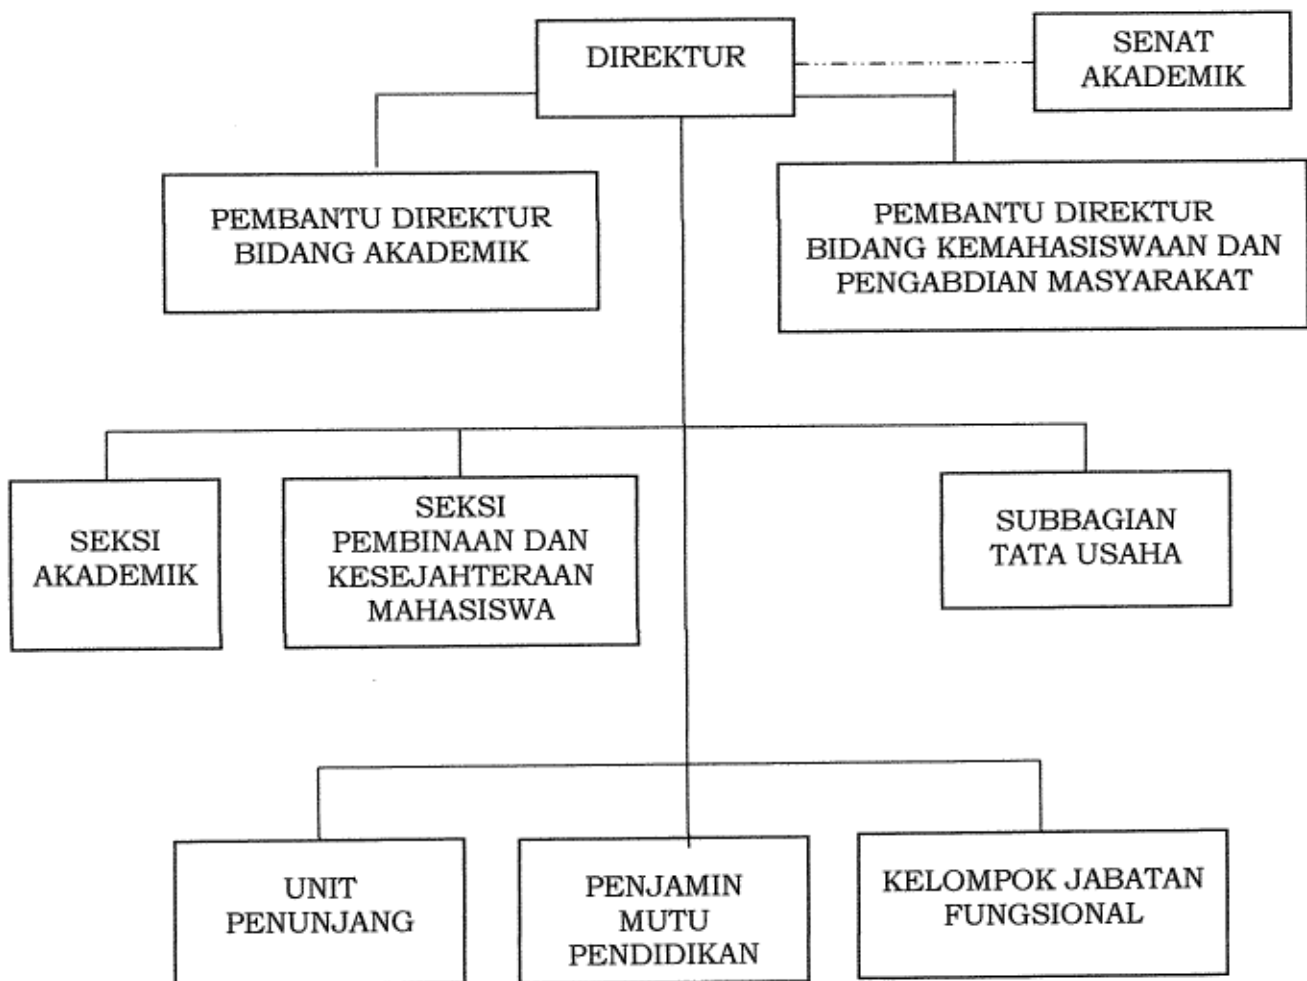 DIREKTUR
SENAT
AKADEMIK
PEMBANTU DIREKTUR
BIDANG AKADEMIK
PEMBANTU DIREKTUR
BIDANG KEMAHASISWAAN DAN
PENGABDIAN MASYARAKAT
SEKSI
AKADEMIK
SEKSI
PEMBINAAN DAN
KESEJAHTERAAN
MAHASISWA
SUBBAGIAN
TATA USAHA
UNIT
PENUNJANG
PENJAMIN
MUTU
PENDIDIKAN
KELOMPOK JABATAN
FUNGSIONAL